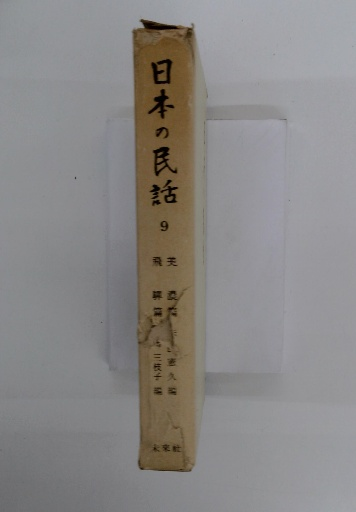 日本の民話
9
美濃篇 憲久編
飛騨篇 三枝子編
未來社